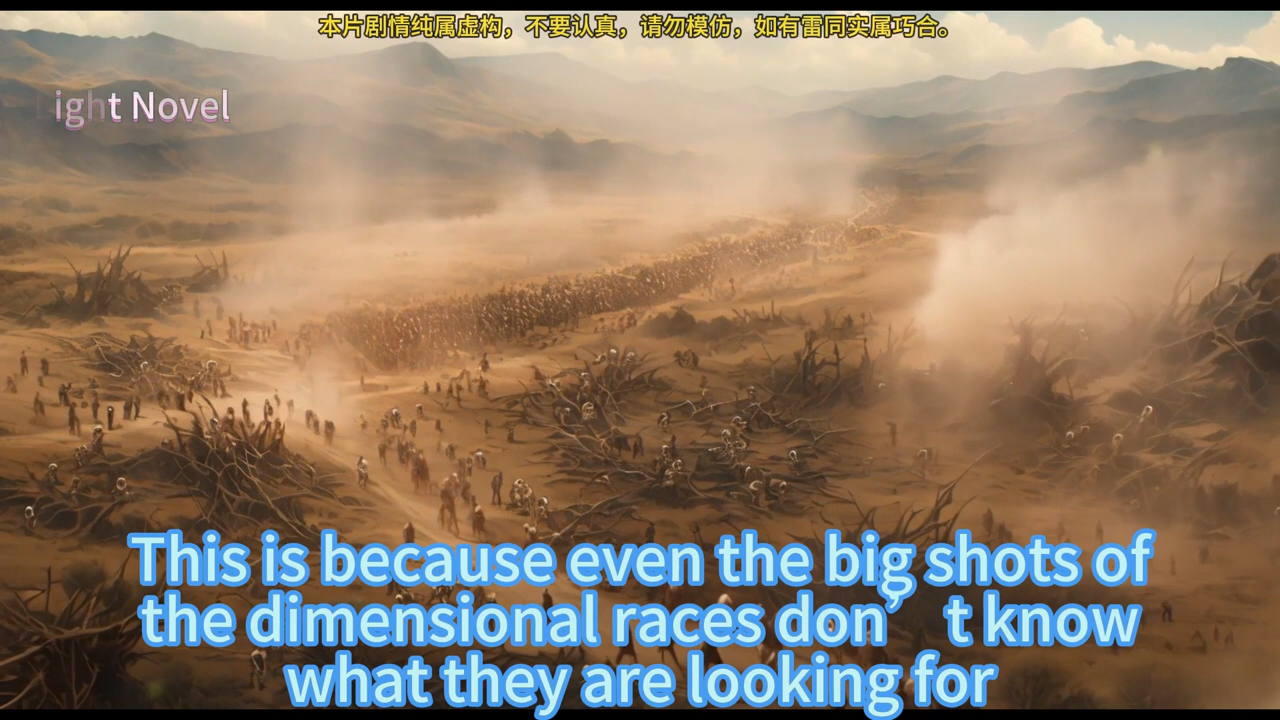 本片剧情纯属虚构，不要认真，请勿模仿，如有雷同实属巧合。
Light Novel
This is because even the big shots of
the dimensional races don’ t know
what they are looking for